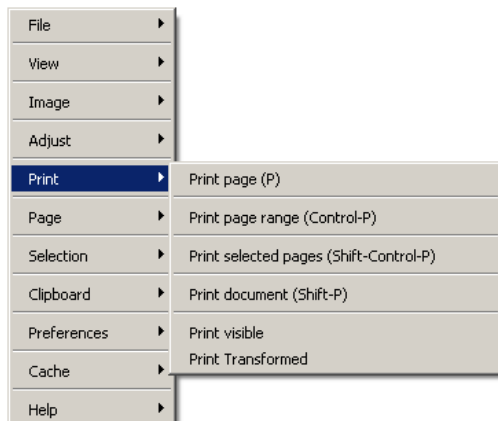 File
View
Image
Adjust
Print
Page
Selection
Clipboard
Preferences
Cache
Help
Print page (P)
Print page range (Control-P)
Print selected pages (Shift-Control-P)
Print document (Shift-P)
Print visible
Print Transformed